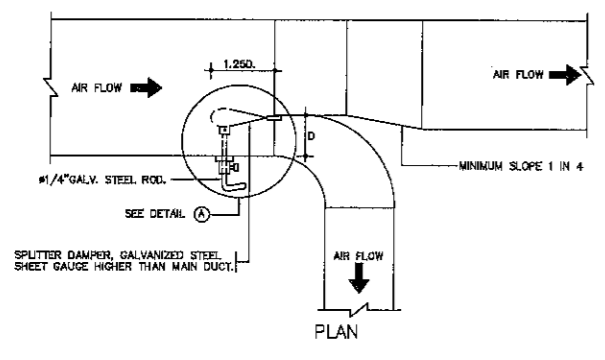 1.25D.
AIR FLOW
AIR FLOW
D
MINIMUM SLOPE 1 IN 4
ø1/4"GALV. STEEL ROD.
SEE DETAIL A
SPLITTER DAMPER, GALVANIZED STEEL
SHEET GAUGE HIGHER THAN MAIN DUCT.
AIR FLOW
PLAN